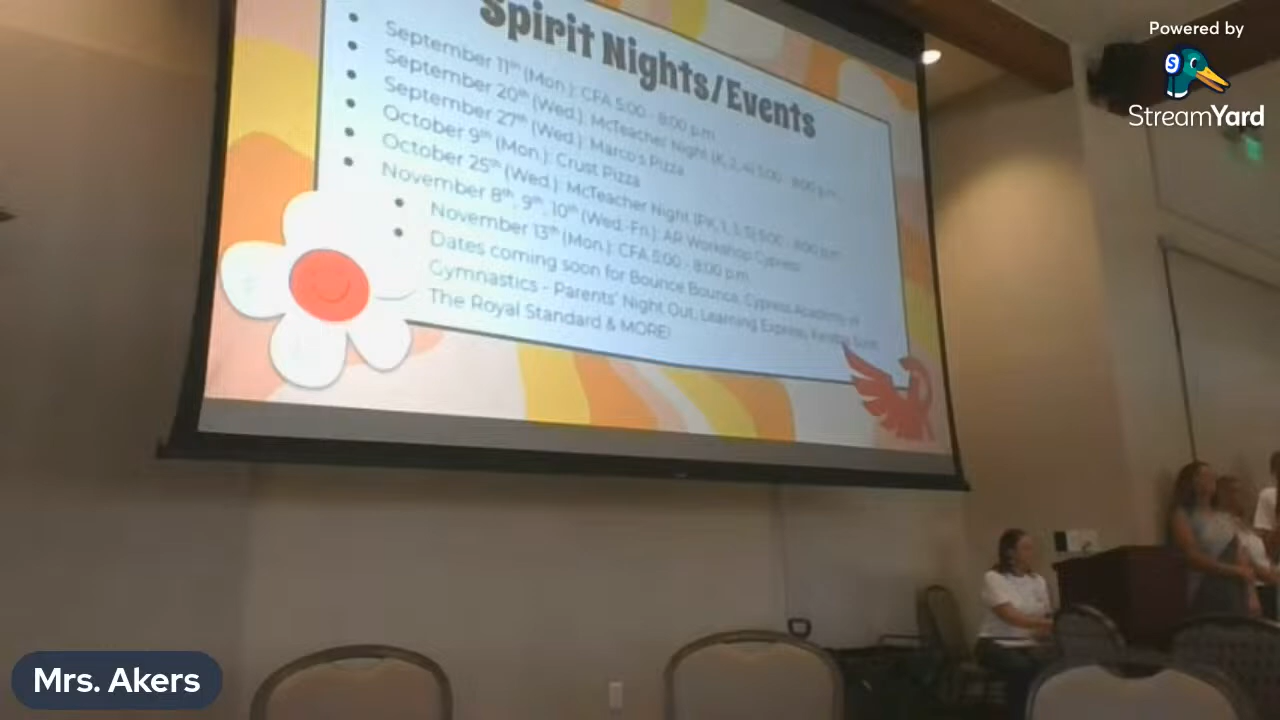 Spirit Nights/Events
September 11th (Mon.): CFA 5:00 - 8:00 p.m
September 20th (Wed.): McTeacher Night (K, 2, 4) 5:00 - 8:00 p.m.
September 27th (Wed.): Marco's Pizza
October 9th (Mon.): Crust Pizza
October 25th (Wed.): McTeacher Night (PK, 1, 3, 5) 5:00 - 8:00 p.m.
November 8th, 9th, 10th (Wed.-Fri.): AR Workshop Cypress
November 13th (Mon.): CFA 5:00 - 8:00 p.m
Dates coming soon for Bounce Bounce, Cypress Academy of
Gymnastics - Parents' Night Out, Learning Express, Kendra Scott
The Royal Standard & MORE!
Powered by
S
StreamYard
Mrs. Akers